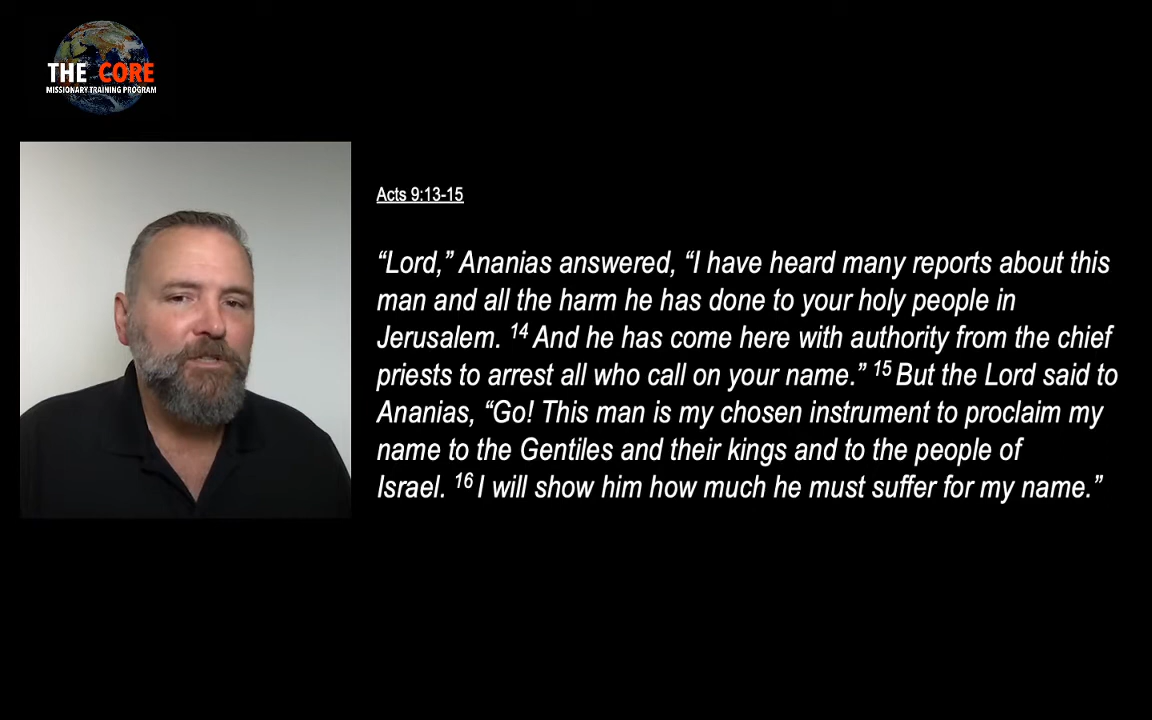 THE CORE
MISSIONARY TRAINING PROGRAM
Acts 9:13-15
“Lord,” Ananias answered, “I have heard many reports about this
man and all the harm he has done to your holy people in
Jerusalem. 14 And he has come here with authority from the chief
priests to arrest all who call on your name.” 15 But the Lord said to
Ananias, “Go! This man is my chosen instrument to proclaim my
name to the Gentiles and their kings and to the people of
Israel. 16 I will show him how much he must suffer for my name.”